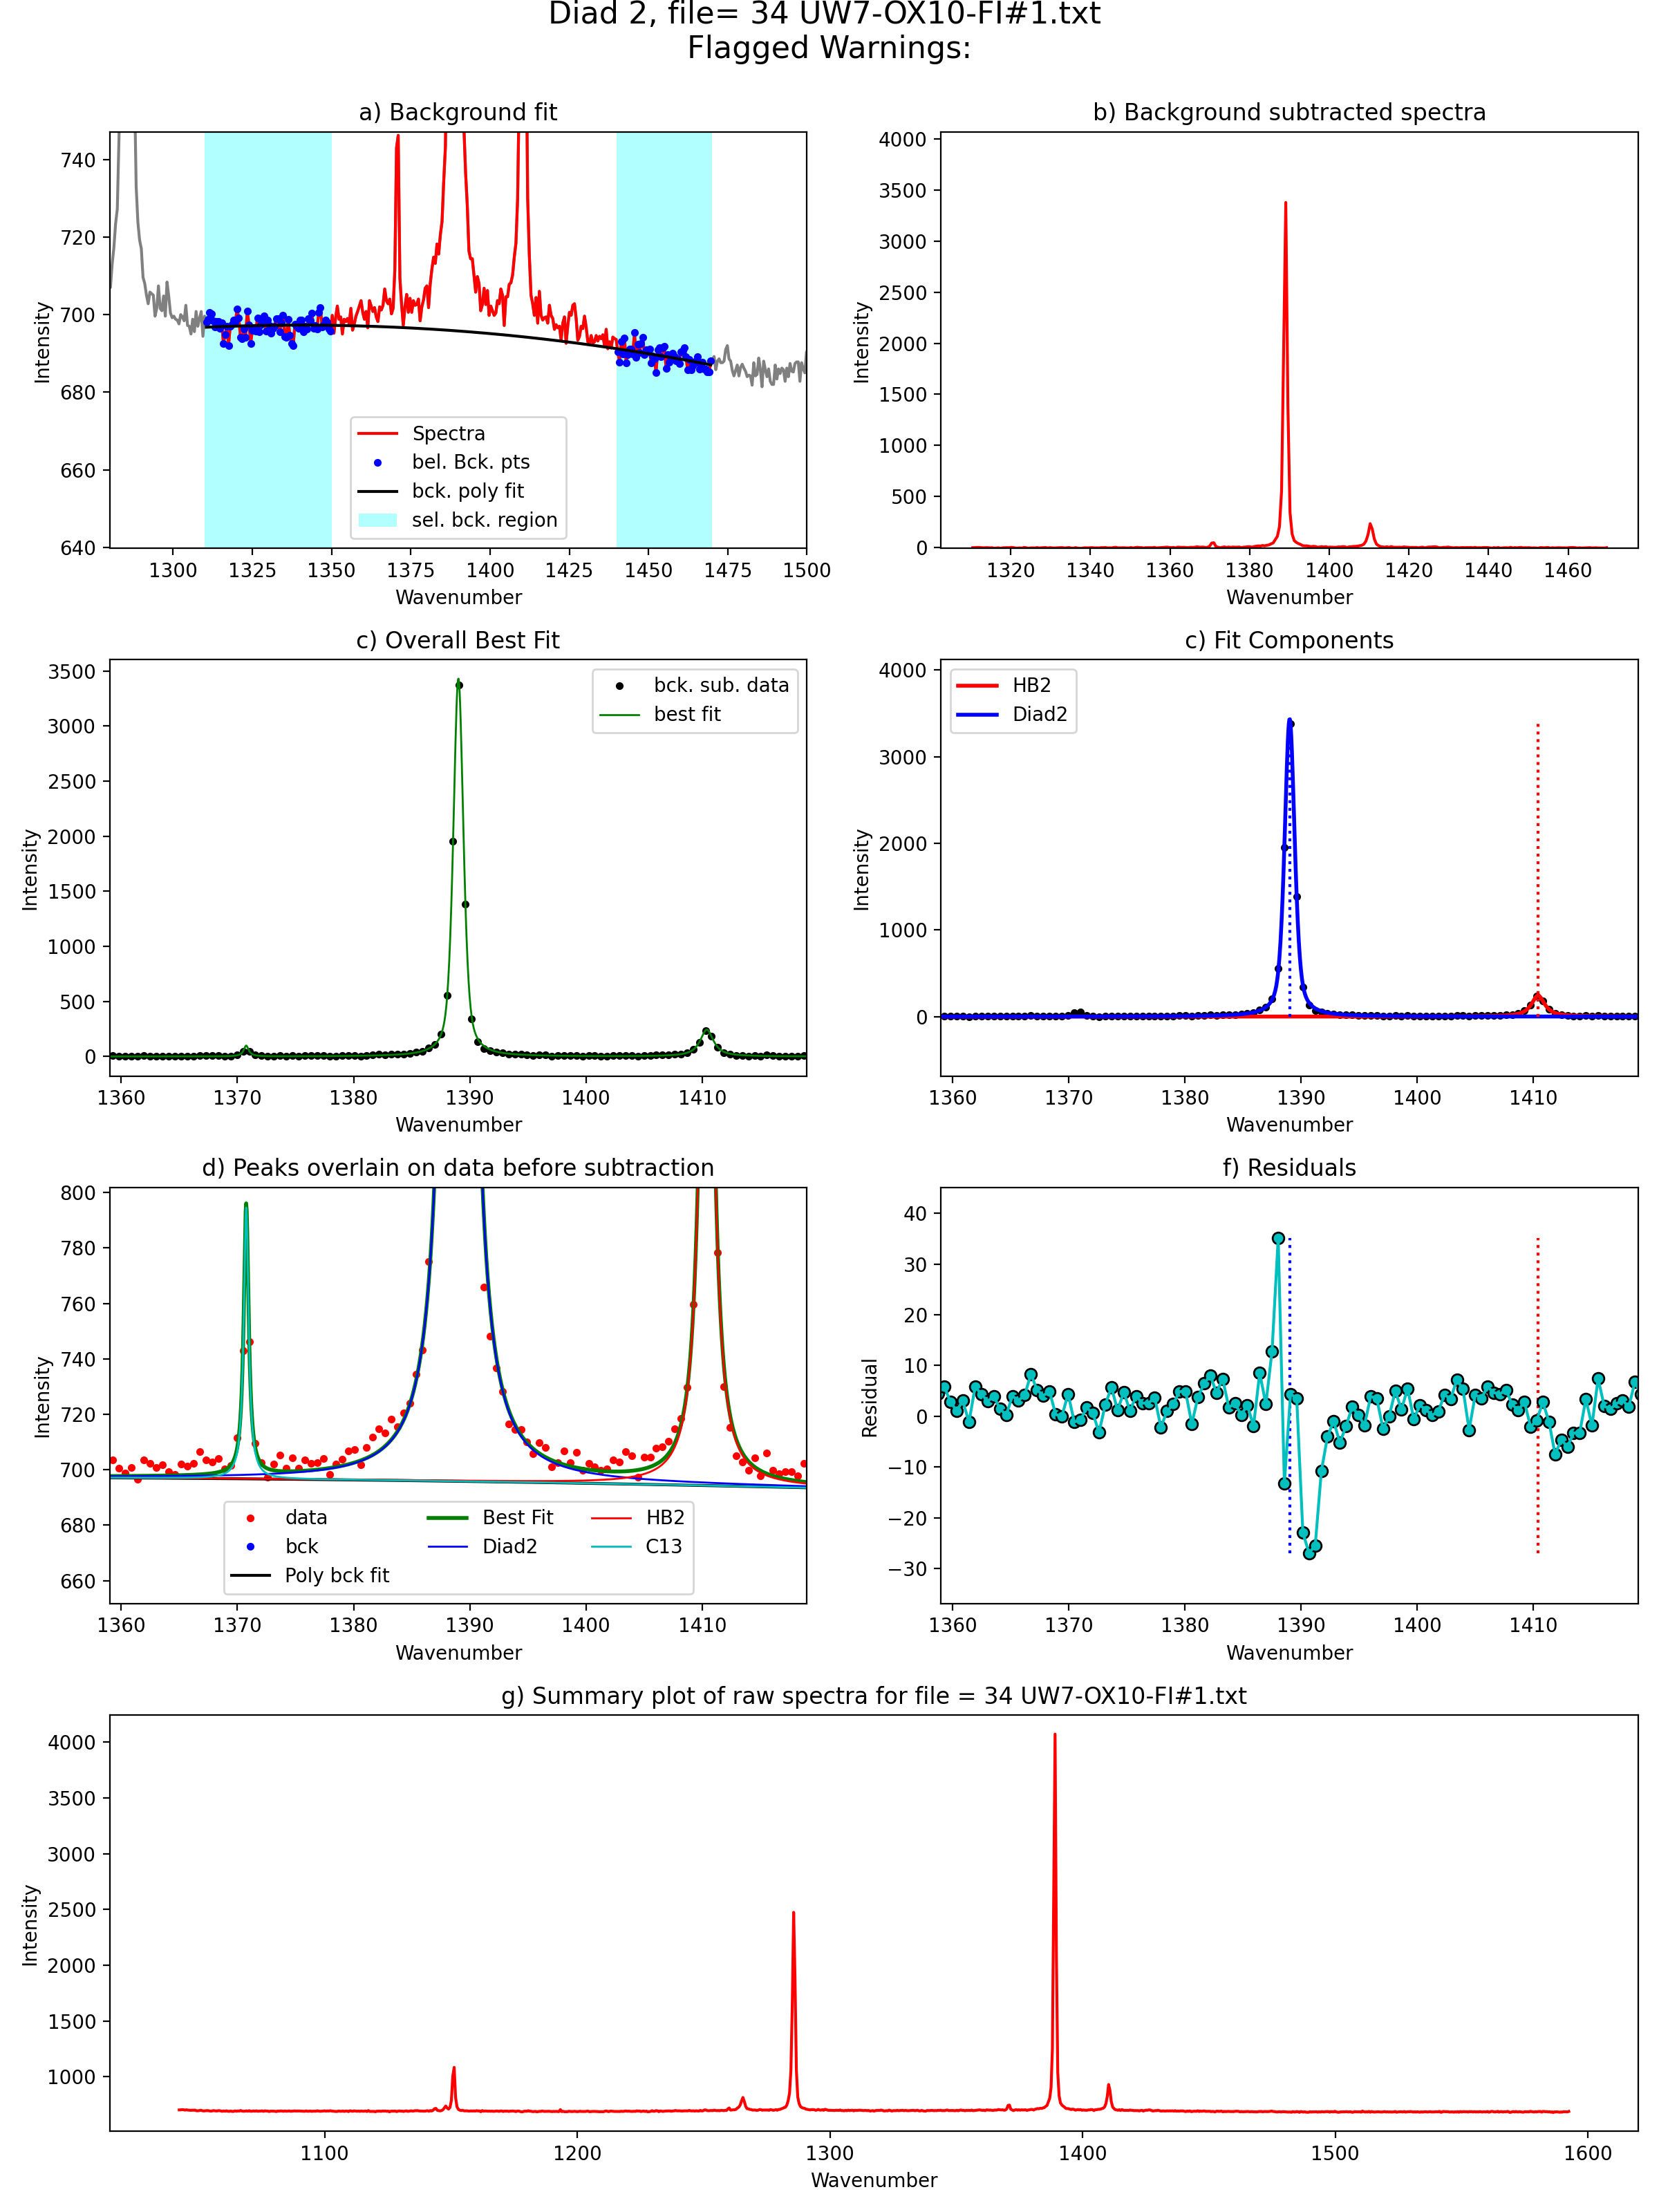 Diad 2, file= 34 UW7-OX10-FI#1.txt
Flagged Warnings:
a) Background fit
740
720
700
680
660
640
Intensity
Spectra
bel. Bck. pts
bck. poly fit
sel. bck. region
1300 1325 1350 1375 1400 1425 1450 1475 1500
Wavenumber
b) Background subtracted spectra
4000
3500
3000
2500
2000
1500
1000
500
0
Intensity
1320 1340 1360 1380 1400 1420 1440 1460
Wavenumber
c) Overall Best Fit
3500
3000
2500
2000
1500
1000
500
0
Intensity
bck. sub. data
best fit
1360 1370 1380 1390 1400 1410
Wavenumber
c) Fit Components
4000
3000
2000
1000
0
Intensity
HB2
Diad2
1360 1370 1380 1390 1400 1410
Wavenumber
d) Peaks overlain on data before subtraction
800
780
760
740
720
700
680
660
Intensity
data
bck
Poly bck fit
Best Fit
Diad2
HB2
C13
1360 1370 1380 1390 1400 1410
Wavenumber
f) Residuals
40
30
20
10
0
−10
−20
−30
Residual
1360 1370 1380 1390 1400 1410
Wavenumber
g) Summary plot of raw spectra for file = 34 UW7-OX10-FI#1.txt
4000
3500
3000
2500
2000
1500
1000
Intensity
1100 1200 1300 1400 1500 1600
Wavenumber